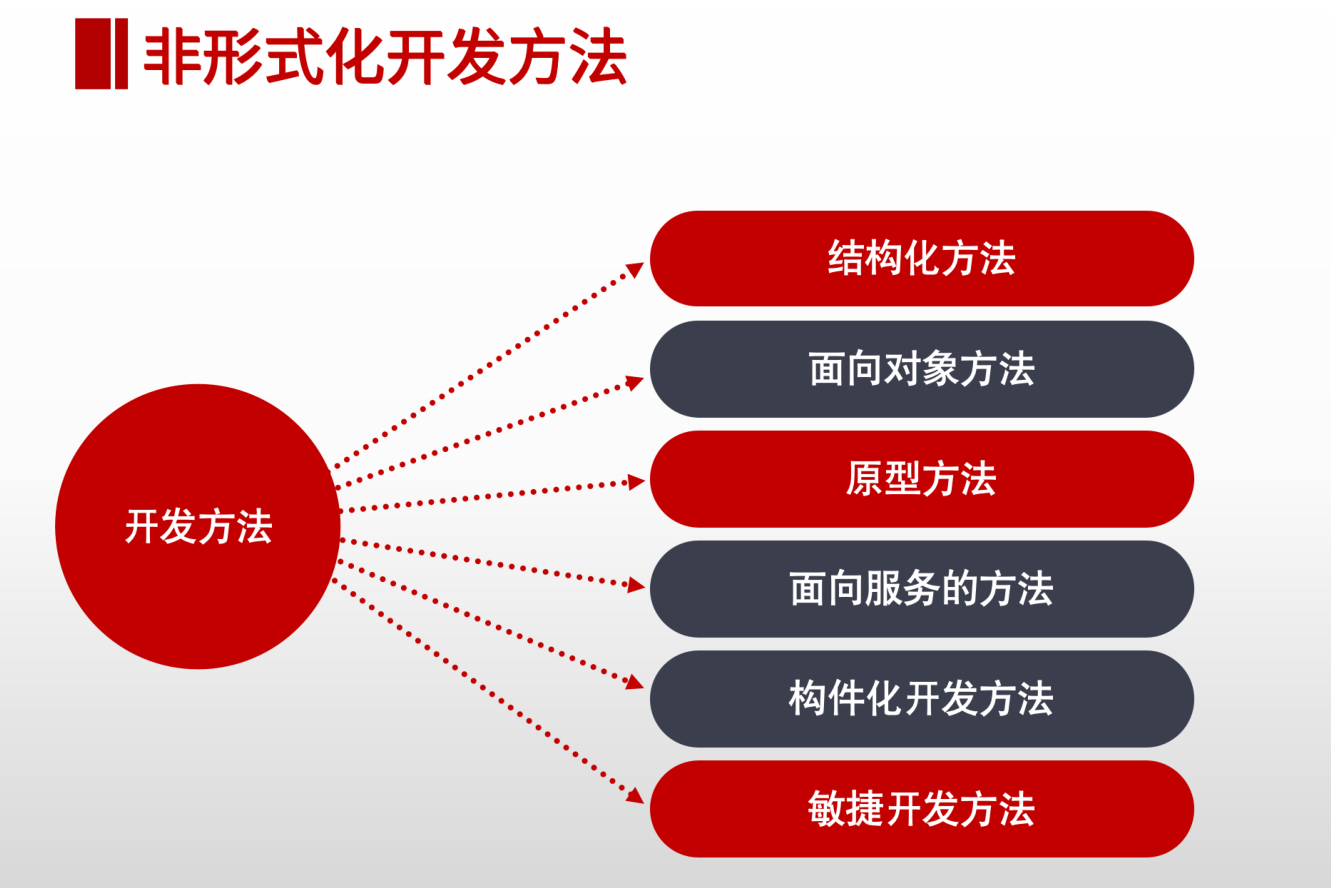 非形式化开发方法
开发方法
结构化方法
面向对象方法
原型方法
面向服务的方法
构件化开发方法
敏捷开发方法